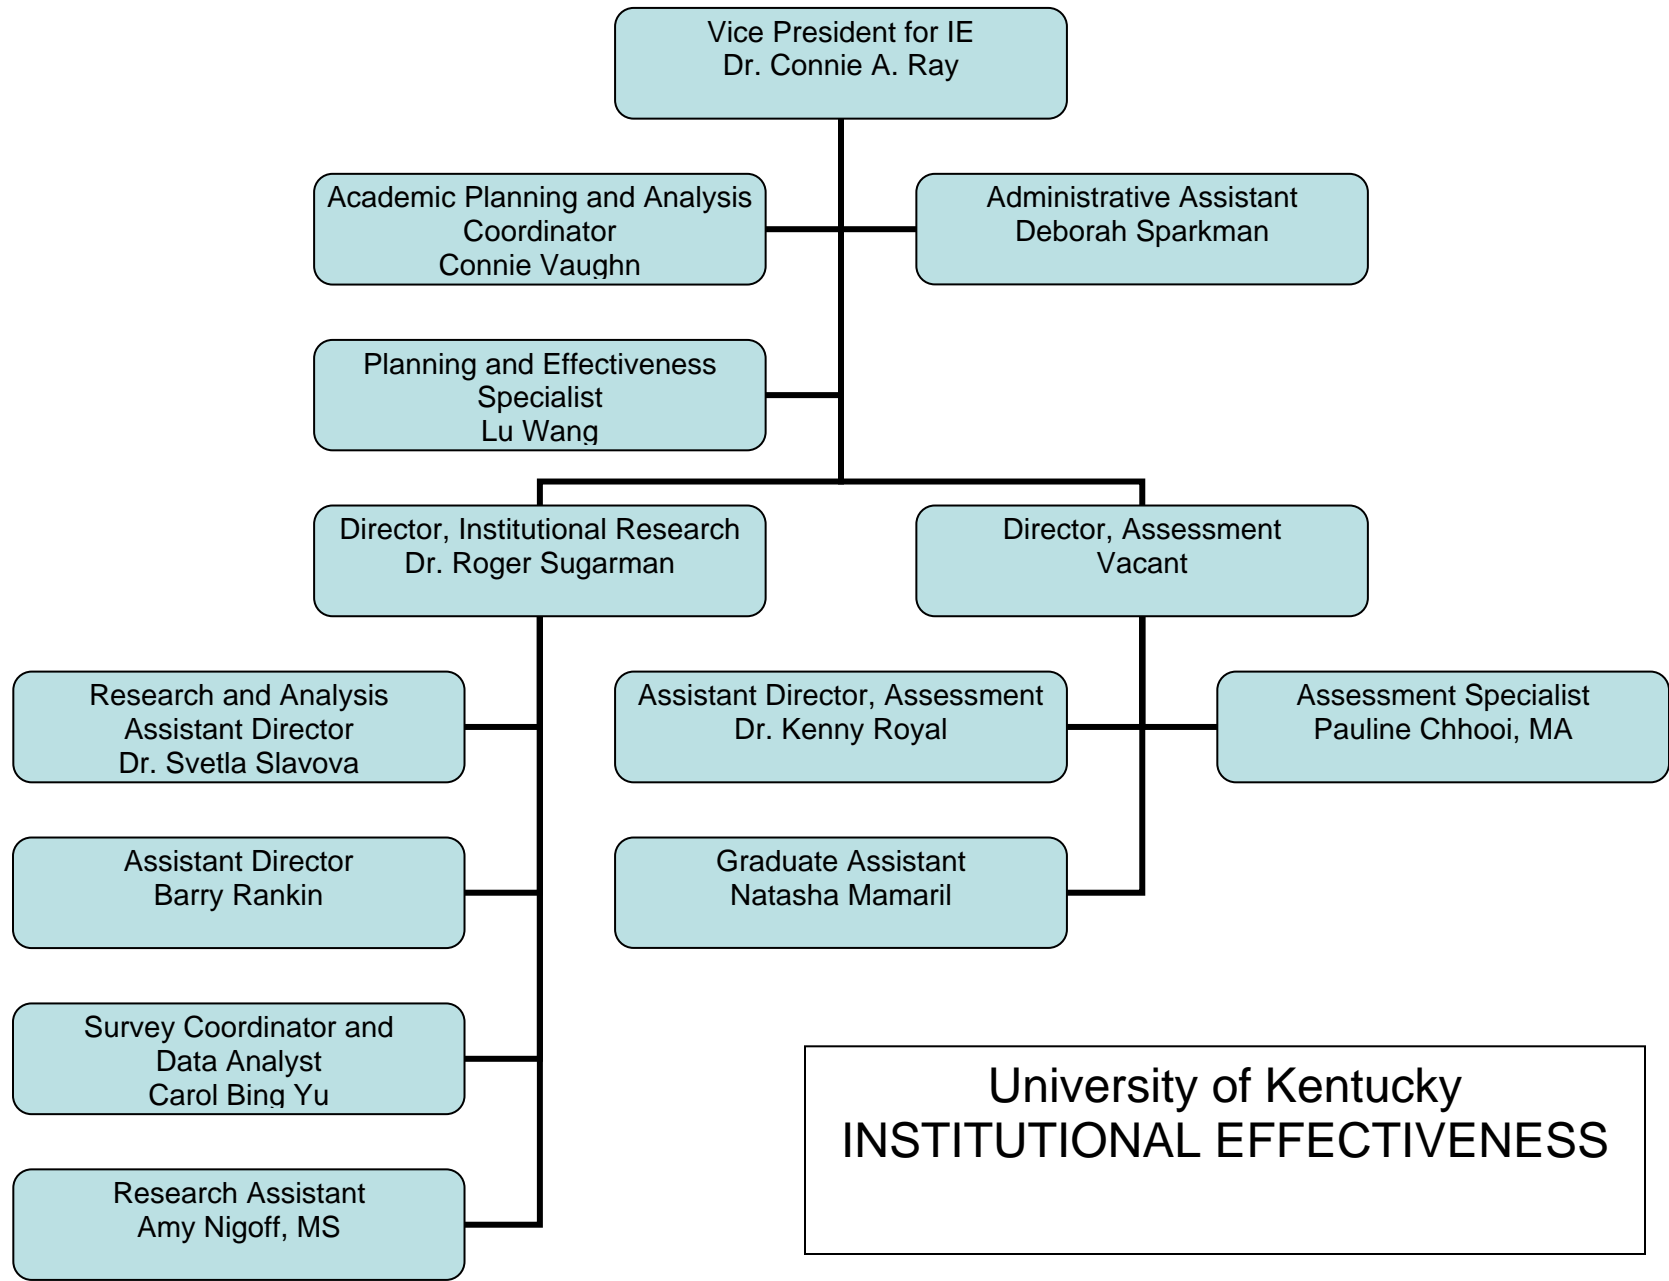 Vice President for IE
Dr. Connie A. Ray
Academic Planning and Analysis
Coordinator
Connie Vaughn
Administrative Assistant
Deborah Sparkman
Planning and Effectiveness
Specialist
Lu Wang
Director, Institutional Research
Dr. Roger Sugarman
Director, Assessment
Vacant
Research and Analysis
Assistant Director
Dr. Svetla Slavova
Assistant Director, Assessment
Dr. Kenny Royal
Assessment Specialist
Pauline Chhooi, MA
Assistant Director
Barry Rankin
Graduate Assistant
Natasha Mamaril
Survey Coordinator and
Data Analyst
Carol Bing Yu
Research Assistant
Amy Nigoff, MS
University of Kentucky
INSTITUTIONAL EFFECTIVENESS